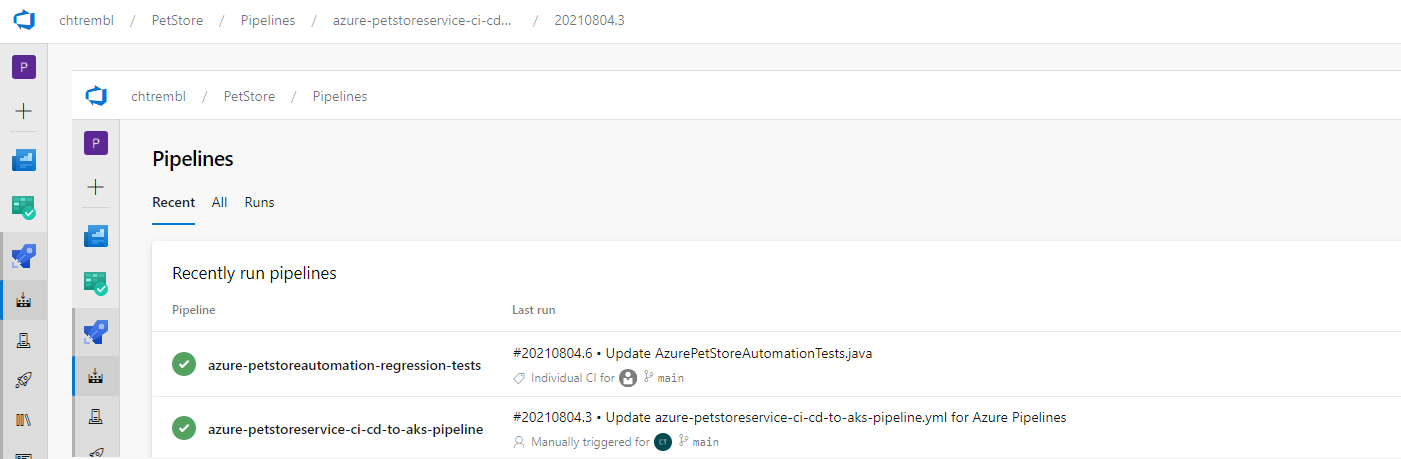 chtrembl / PetStore / Pipelines / azure-petstoreservice-ci-cd... / 20210804.3
P
chtrembl / PetStore / Pipelines
P
Pipelines
Recent All Runs
Recently run pipelines
Pipeline Last run
azure-petstoreautomation-regression-tests #20210804.6 • Update AzurePetStoreAutomationTests.java
Individual CI for main
azure-petstoreservice-ci-cd-to-aks-pipeline #20210804.3 • Update azure-petstoreservice-ci-cd-to-aks-pipeline.yml for Azure Pipelines
Manually triggered for CT main